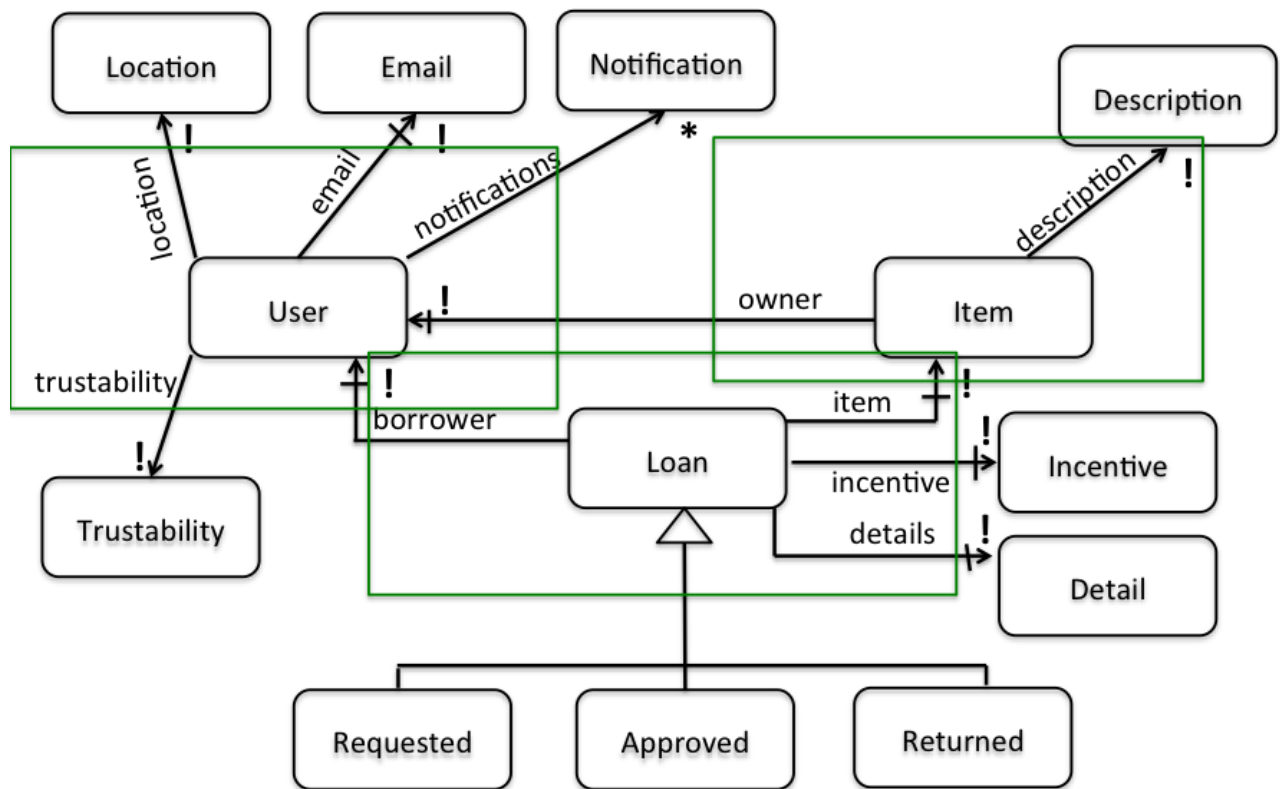 Location
Email
Notification
Description
!
!
*
!
location
email
notifications
description
User
!
owner
Item
trustability
!
!
borrower
item
!
Loan
!
incentive
Incentive
Trustability
!
details
!
Detail
Requested
Approved
Returned